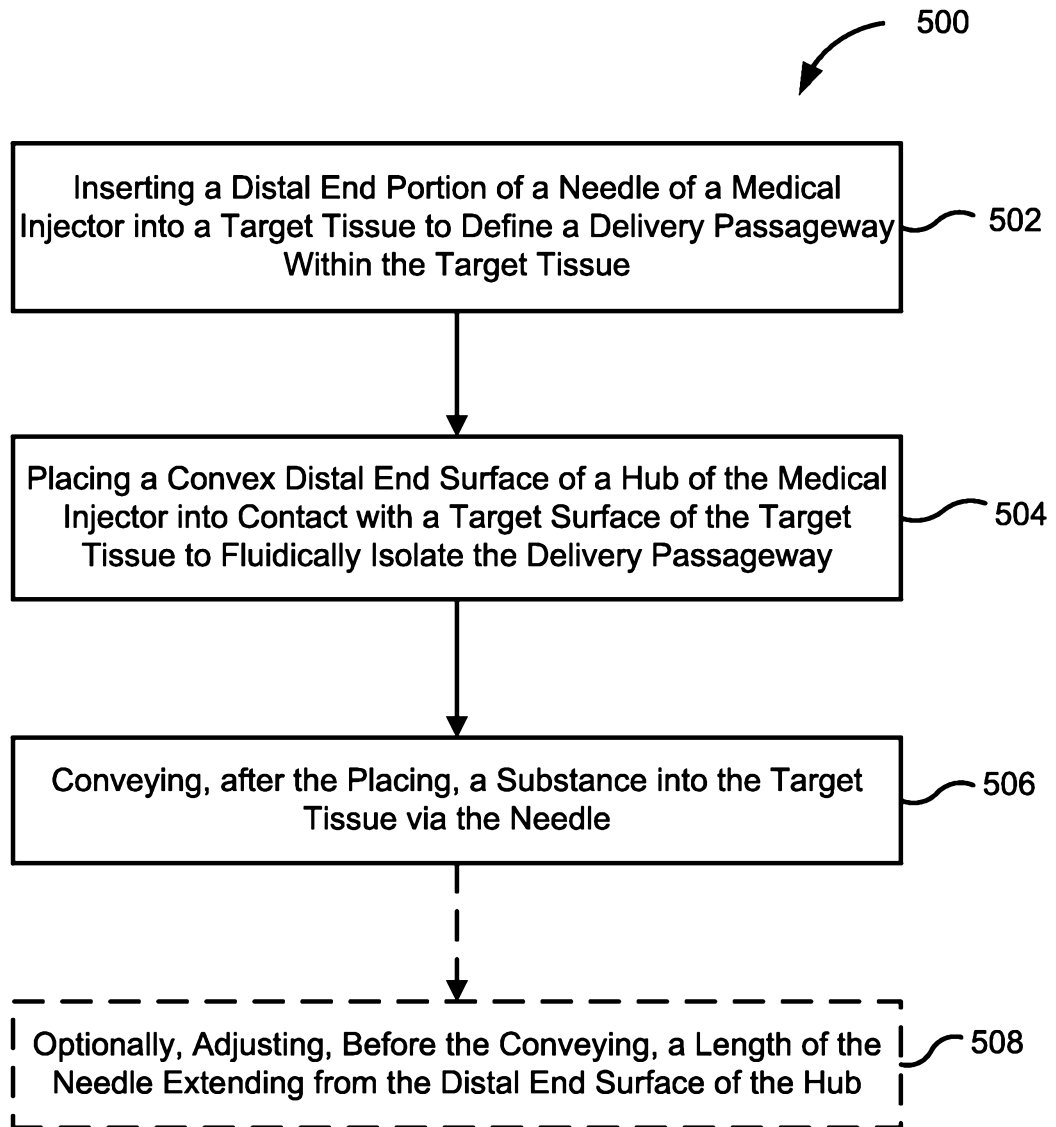 500
Inserting a Distal End Portion of a Needle of a Medical
Injector into a Target Tissue to Define a Delivery Passageway
Within the Target Tissue
502
Placing a Convex Distal End Surface of a Hub of the Medical
Injector into Contact with a Target Surface of the Target
Tissue to Fluidically Isolate the Delivery Passageway
504
Conveying, after the Placing, a Substance into the Target
Tissue via the Needle
506
Optionally, Adjusting, Before the Conveying, a Length of the
Needle Extending from the Distal End Surface of the Hub
508